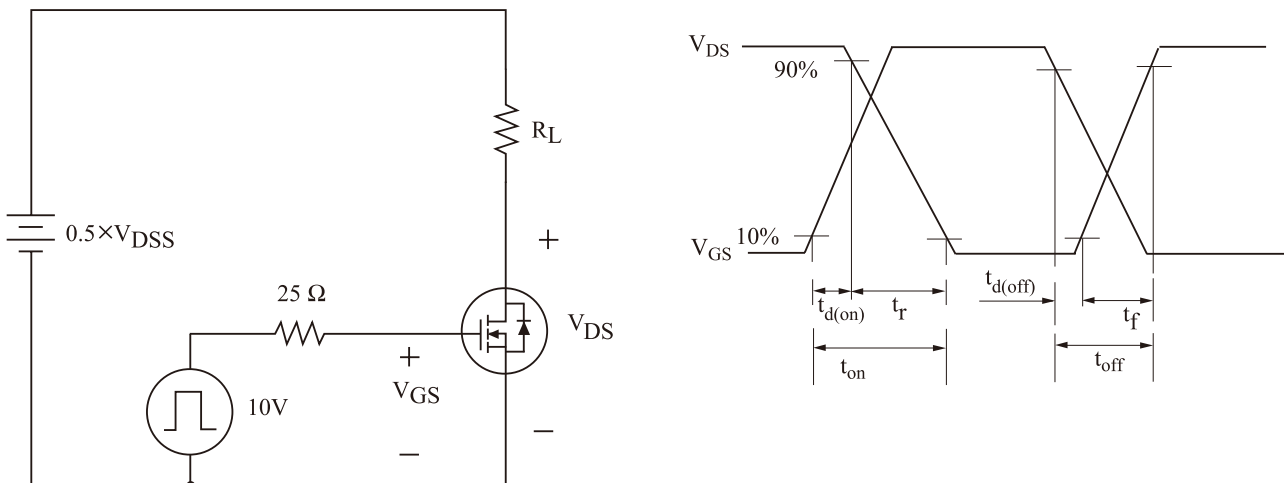 R_L
0.5×V_DSS
25 Ω
V_DS
V_GS
10V
+
−
+
−
V_DS
90%
V_GS
10%
t_d(on)
t_r
t_d(off)
t_f
t_on
t_off